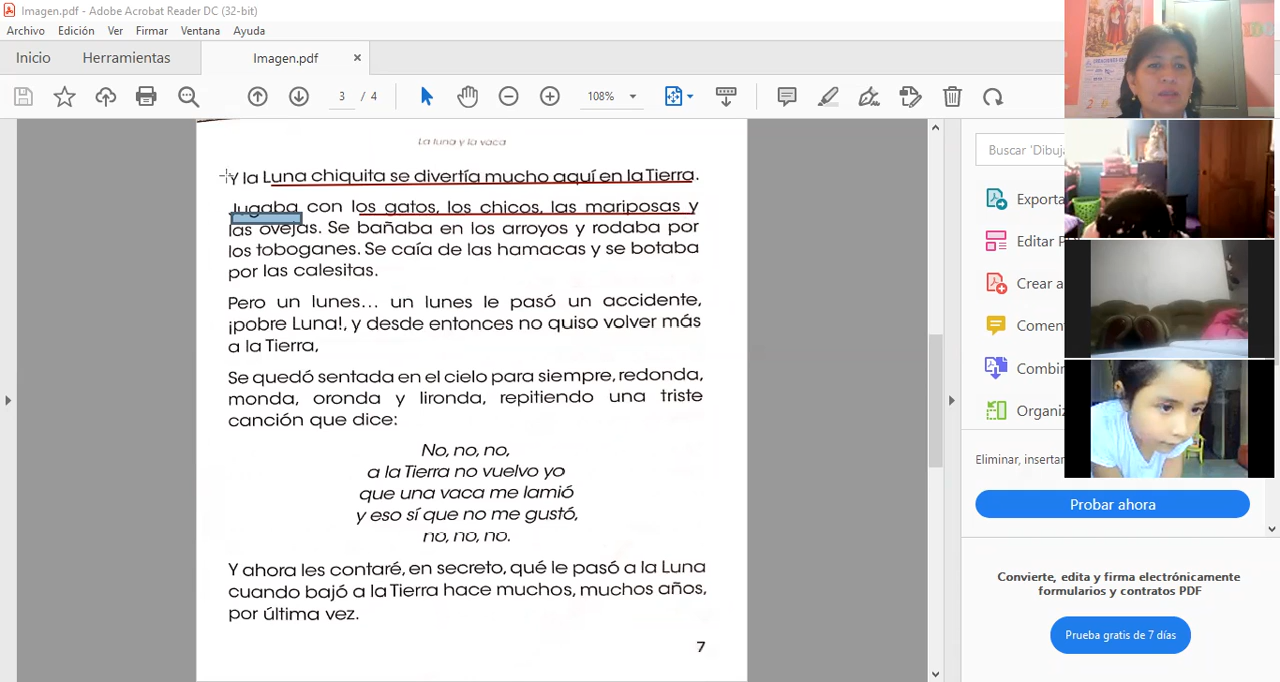 Imagen.pdf - Adobe Acrobat Reader DC (32-bit)
Archivo Edición Ver Firmar Ventana Ayuda
Inicio Herramientas Imagen.pdf ×
3 / 4 108%
La luna y la vaca
Y la Luna chiquita se divertía mucho aquí en la Tierra.
Jugaba con los gatos, los chicos, las mariposas y
las ovejas. Se bañaba en los arroyos y rodaba por
los toboganes. Se caía de las hamacas y se botaba
por las calesitas.
Pero un lunes... un lunes le pasó un accidente,
¡pobre Luna!, y desde entonces no quiso volver más
a la Tierra,
Se quedó sentada en el cielo para siempre, redonda,
monda, oronda y lironda, repitiendo una triste
canción que dice:
No, no, no,
a la Tierra no vuelvo yo
que una vaca me lamió
y eso sí que no me gustó,
no, no, no.
Y ahora les contaré, en secreto, qué le pasó a la Luna
cuando bajó a la Tierra hace muchos, muchos años,
por última vez.
7
Buscar 'Dibuj
Exporta
Editar P
Crear a
Coment
Combin
Organiz
Eliminar, insertar
Probar ahora
Convierte, edita y firma electrónicamente
formularios y contratos PDF
Prueba gratis de 7 días